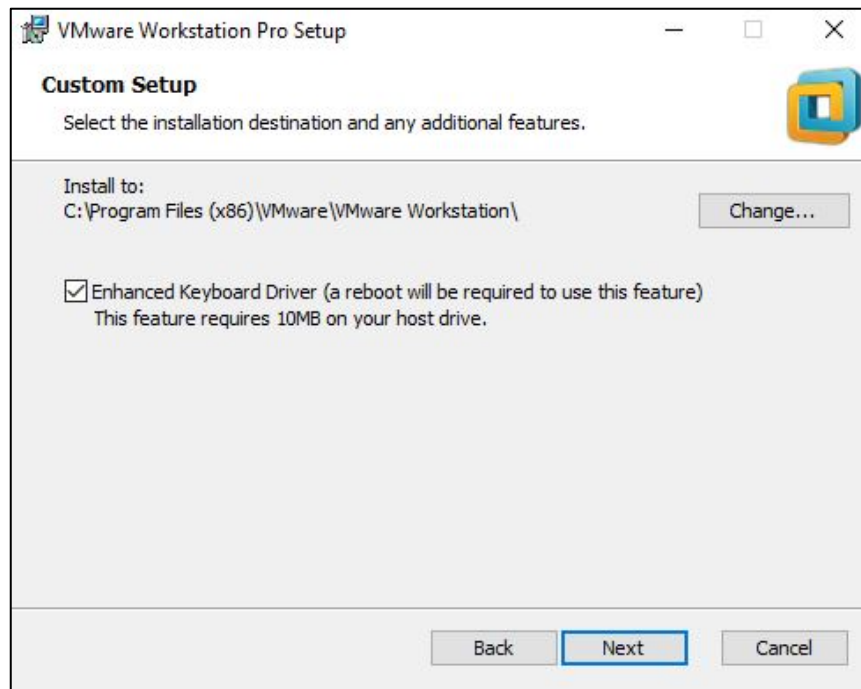 VMware Workstation Pro Setup
Custom Setup
Select the installation destination and any additional features.
Install to:
C:\Program Files (x86)\VMware\VMware Workstation\
Change...
Enhanced Keyboard Driver (a reboot will be required to use this feature)
This feature requires 10MB on your host drive.
Back Next Cancel